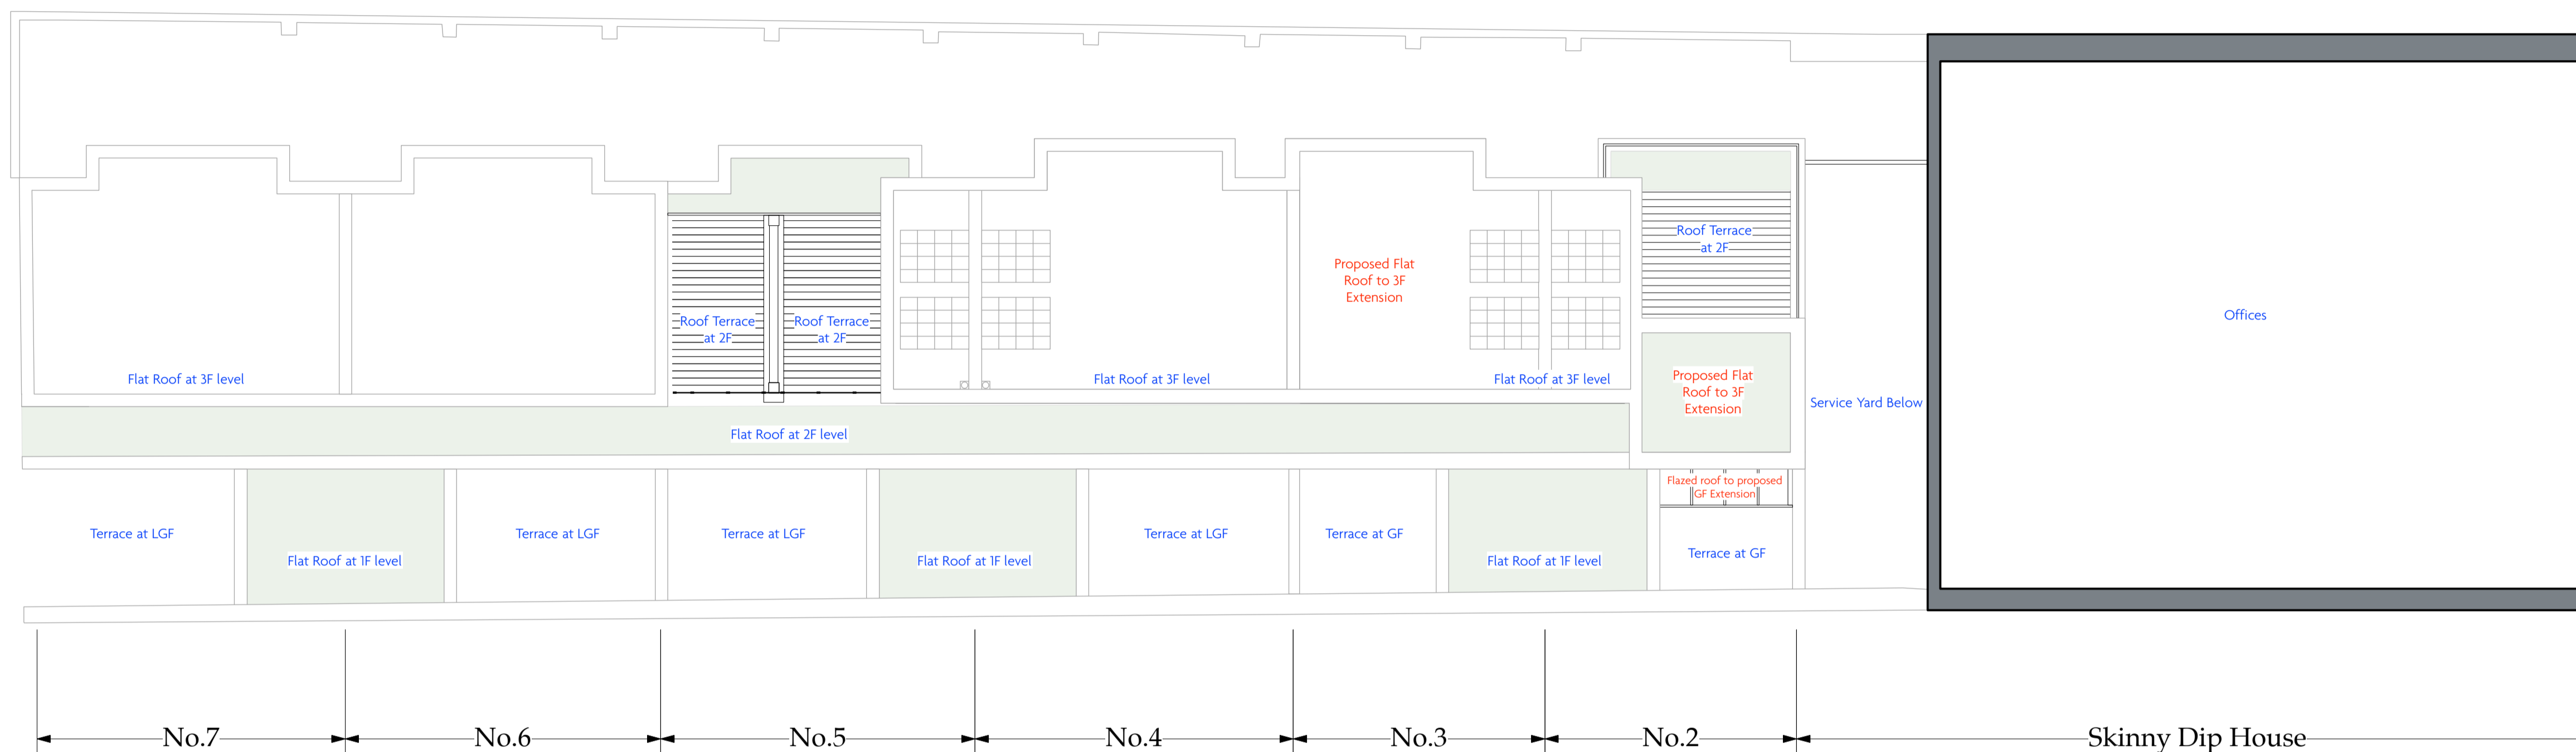 Roof Terrace
at 2F
Proposed Flat
Roof to 3F
Extension
Offices
Roof Terrace
at 2F
Roof Terrace
at 2F
Flat Roof at 3F level
Flat Roof at 3F level
Flat Roof at 3F level
Proposed Flat
Roof to 3F
Extension
Service Yard Below
Flat Roof at 2F level
Flazed roof to proposed
GF Extension
Terrace at LGF
Flat Roof at 1F level
Terrace at LGF
Terrace at LGF
Flat Roof at 1F level
Terrace at LGF
Terrace at GF
Flat Roof at 1F level
Terrace at GF
No.7
No.6
No.5
No.4
No.3
No.2
Skinny Dip House